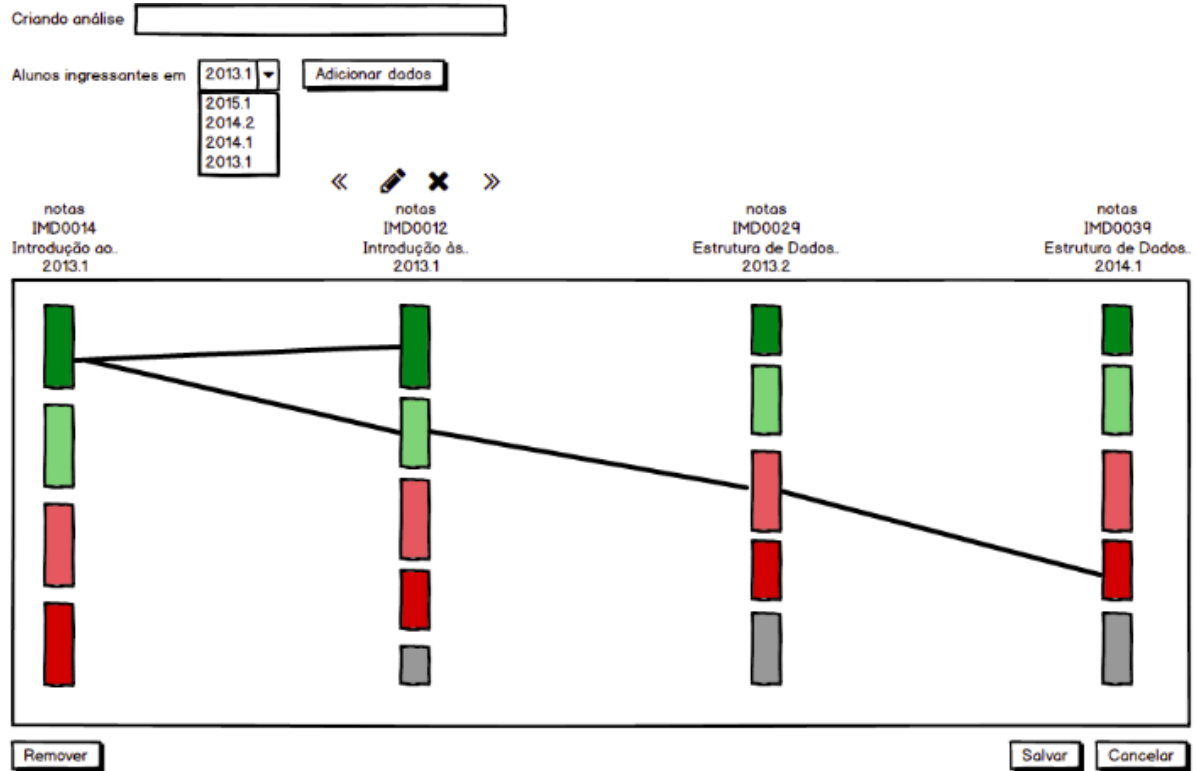 Criando análise
Alunos ingressantes em 2013.1 Adicionar dados
2015.1
2014.2
2014.1
2013.1
notas
IMD0014
Introdução ao..
2013.1
notas
IMD0012
Introdução às..
2013.1
notas
IMD0029
Estrutura de Dados..
2013.2
notas
IMD0039
Estrutura de Dados..
2014.1
Remover
Salvar
Cancelar